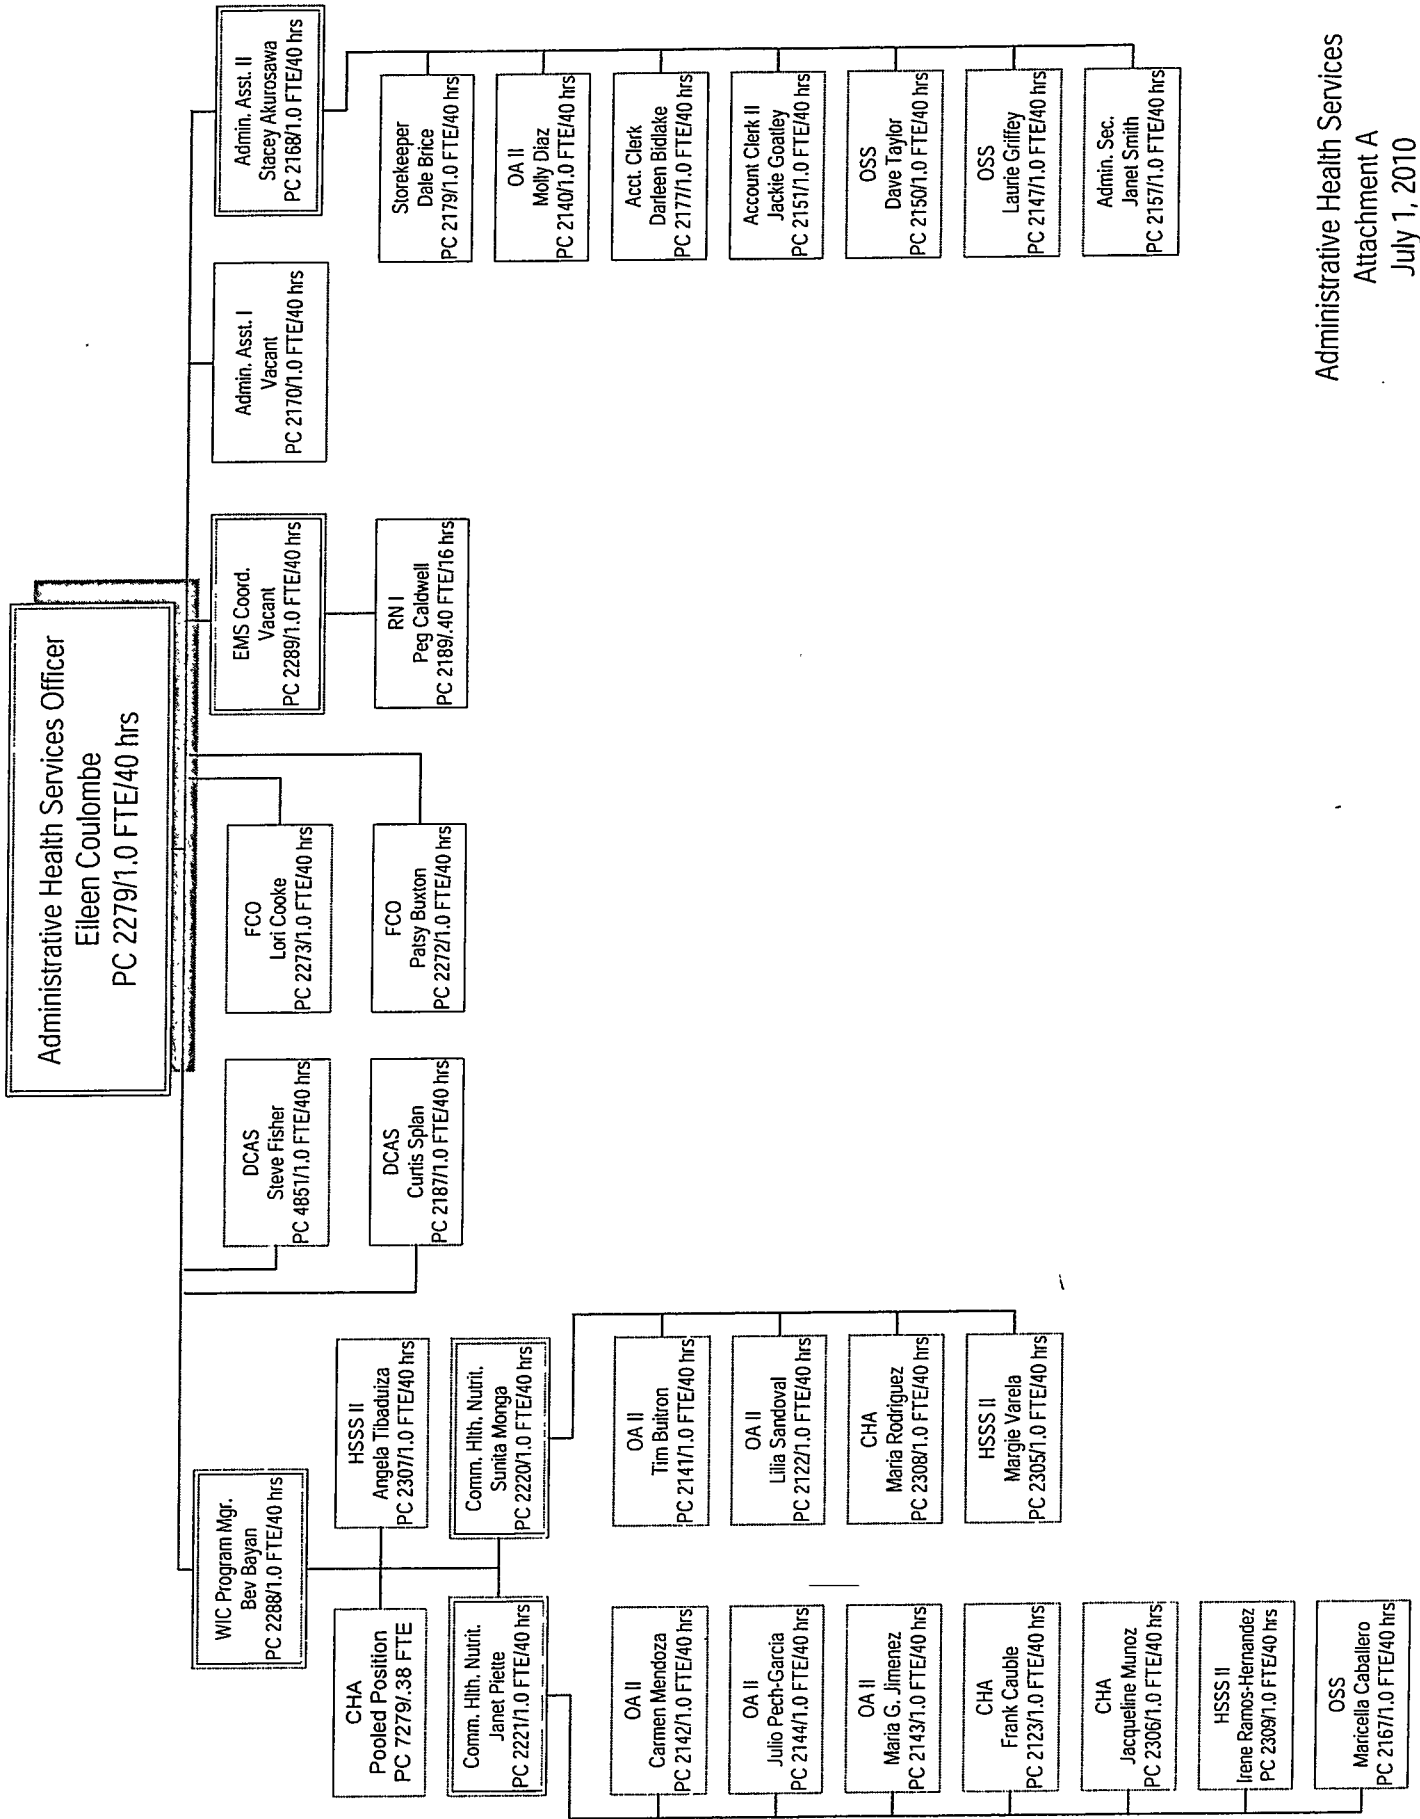 Administrative Health Services Officer
Eileen Coulombe
PC 2279/1.0 FTE/40 hrs
WIC Program Mgr.
Bev Bayan
PC 2288/1.0 FTE/40 hrs
CHA
Pooled Position
PC 7279/.38 FTE
HSSS II
Angela Tibaduiza
PC 2307/1.0 FTE/40 hrs
Comm. Hlth. Nutrit.
Janet Piette
PC 2221/1.0 FTE/40 hrs
OA II
Carmen Mendoza
PC 2142/1.0 FTE/40 hrs
OA II
Julio Pech-Garcia
PC 2144/1.0 FTE/40 hrs
OA II
Maria G. Jimenez
PC 2143/1.0 FTE/40 hrs
CHA
Frank Cauble
PC 2123/1.0 FTE/40 hrs
CHA
Jacqueline Munoz
PC 2306/1.0 FTE/40 hrs
HSSS II
Irene Ramos-Hernandez
PC 2309/1.0 FTE/40 hrs
OSS
Maricella Caballero
PC 2167/1.0 FTE/40 hrs
Comm. Hlth. Nutrit.
Sunita Monga
PC 2220/1.0 FTE/40 hrs
OA II
Tim Buitron
PC 2141/1.0 FTE/40 hrs
OA II
Lilia Sandoval
PC 2122/1.0 FTE/40 hrs
CHA
Maria Rodriguez
PC 2308/1.0 FTE/40 hrs
HSSS II
Margie Varela
PC 2305/1.0 FTE/40 hrs
DCAS
Steve Fisher
PC 4851/1.0 FTE/40 hrs
DCAS
Curtis Splan
PC 2187/1.0 FTE/40 hrs
FCO
Lori Cooke
PC 2273/1.0 FTE/40 hrs
FCO
Patsy Buxton
PC 2272/1.0 FTE/40 hrs
EMS Coord.
Vacant
PC 2289/1.0 FTE/40 hrs
RN I
Peg Caldwell
PC 2189/.40 FTE/16 hrs
Admin. Asst. I
Vacant
PC 2170/1.0 FTE/40 hrs
Admin. Asst. II
Stacey Akurosawa
PC 2168/1.0 FTE/40 hrs
Storekeeper
Dale Brice
PC 2179/1.0 FTE/40 hrs
OA II
Molly Diaz
PC 2140/1.0 FTE/40 hrs
Acct. Clerk
Darleen Bidlake
PC 2177/1.0 FTE/40 hrs
Account Clerk II
Jackie Goatley
PC 2151/1.0 FTE/40 hrs
OSS
Dave Taylor
PC 2150/1.0 FTE/40 hrs
OSS
Laurie Griffey
PC 2147/1.0 FTE/40 hrs
Admin. Sec.
Janet Smith
PC 2157/1.0 FTE/40 hrs
Administrative Health Services
Attachment A
July 1, 2010